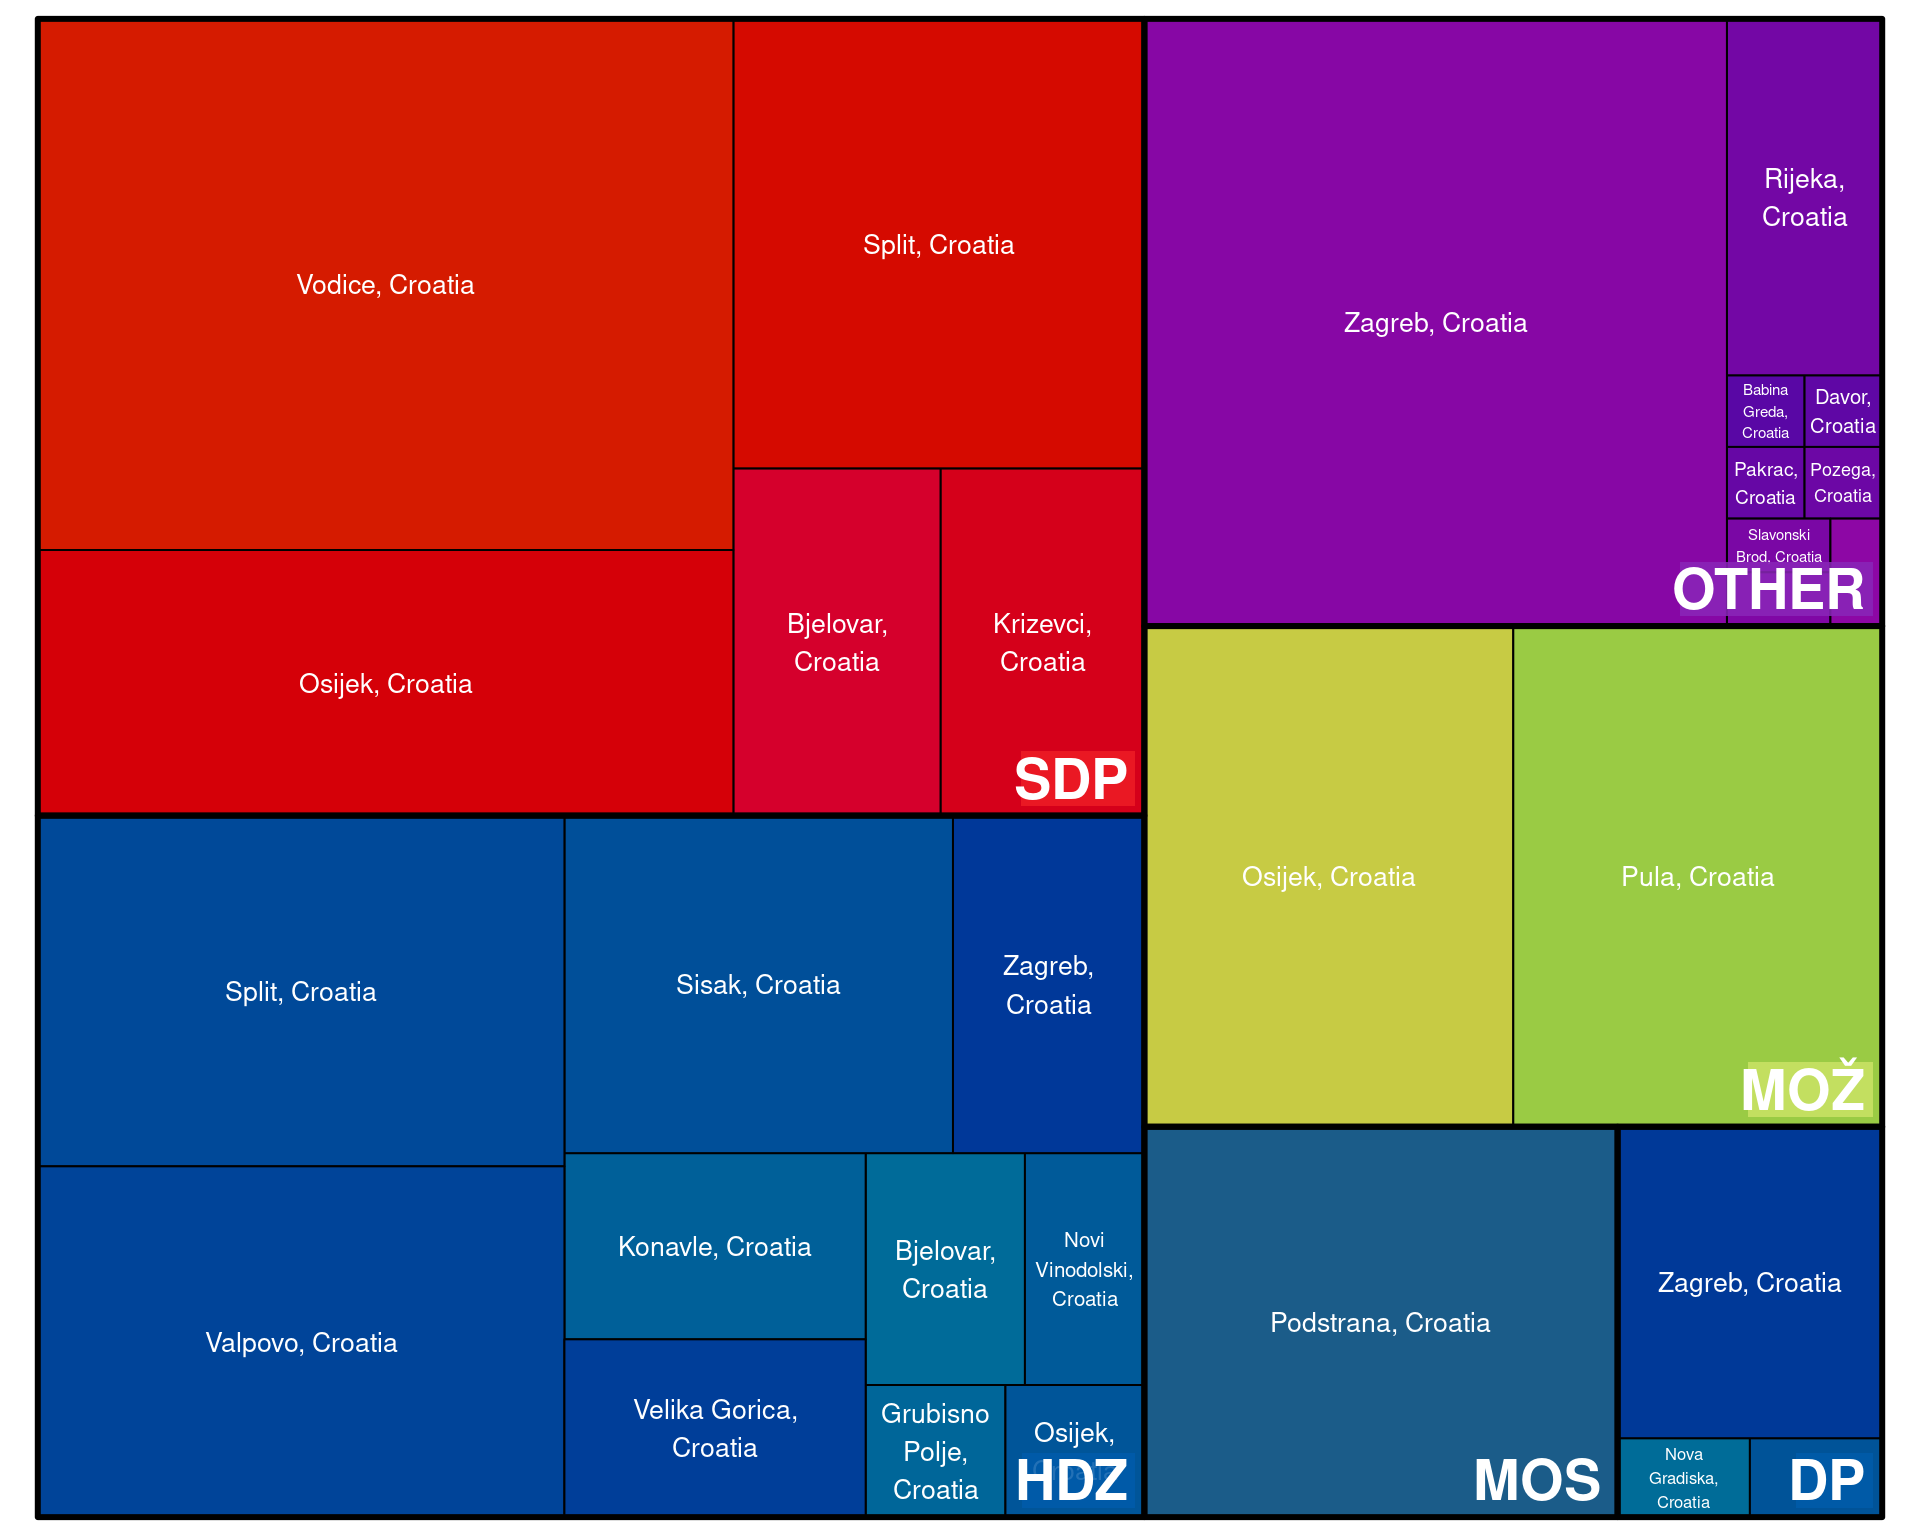 Vodice, Croatia
Split, Croatia
Osijek, Croatia
Bjelovar,
Croatia
Krizevci,
Croatia
SDP
Split, Croatia
Valpovo, Croatia
Sisak, Croatia
Zagreb,
Croatia
Konavle, Croatia
Velika Gorica,
Croatia
Bjelovar,
Croatia
Novi
Vinodolski,
Croatia
Grubisno
Polje,
Croatia
Osijek,
Croatia
HDZ
Zagreb, Croatia
Rijeka,
Croatia
Babina
Greda,
Croatia
Davor,
Croatia
Pakrac,
Croatia
Pozega,
Croatia
Slavonski
Brod, Croatia
OTHER
Osijek, Croatia
Pula, Croatia
MOŽ
Podstrana, Croatia
MOS
Zagreb, Croatia
Nova
Gradiska,
Croatia
DP